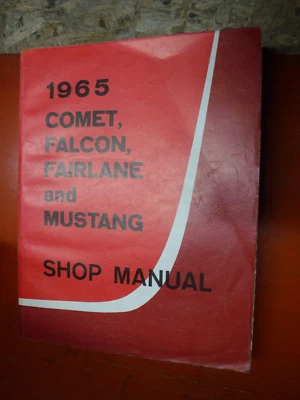 1965
COMET,
FALCON,
FAIRLANE
and
MUSTANG
SHOP MANUAL